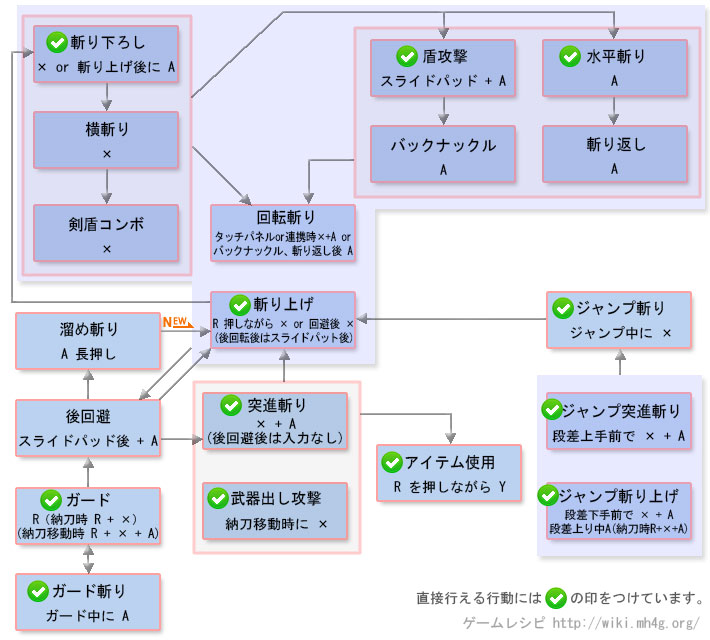 斬り下ろし
× or 斬り上げ後に A
横斬り
×
剣盾コンボ
×
盾攻撃
スライドパッド + A
バックナックル
A
水平斬り
A
斬り返し
A
回転斬り
タッチパネルor連携時×+A or
バックナックル、斬り返し後 A
斬り上げ
R 押しながら × or 回避後 ×
(後回転後はスライドパット後)
NEW
溜め斬り
A 長押し
後回避
スライドパッド後 + A
ガード
R (納刀時 R + ×)
(納刀移動時 R + × + A)
ガード斬り
ガード中に A
突進斬り
× + A
(後回避後は入力なし)
武器出し攻撃
納刀移動時に ×
アイテム使用
R を押しながら Y
ジャンプ斬り
ジャンプ中に ×
ジャンプ突進斬り
段差上手前で × + A
ジャンプ斬り上げ
段差下手前で × + A
段差上り中A(納刀時R+×+A)
直接行える行動には の印をつけています。
ゲームレシピ http://wiki.mh4g.org/